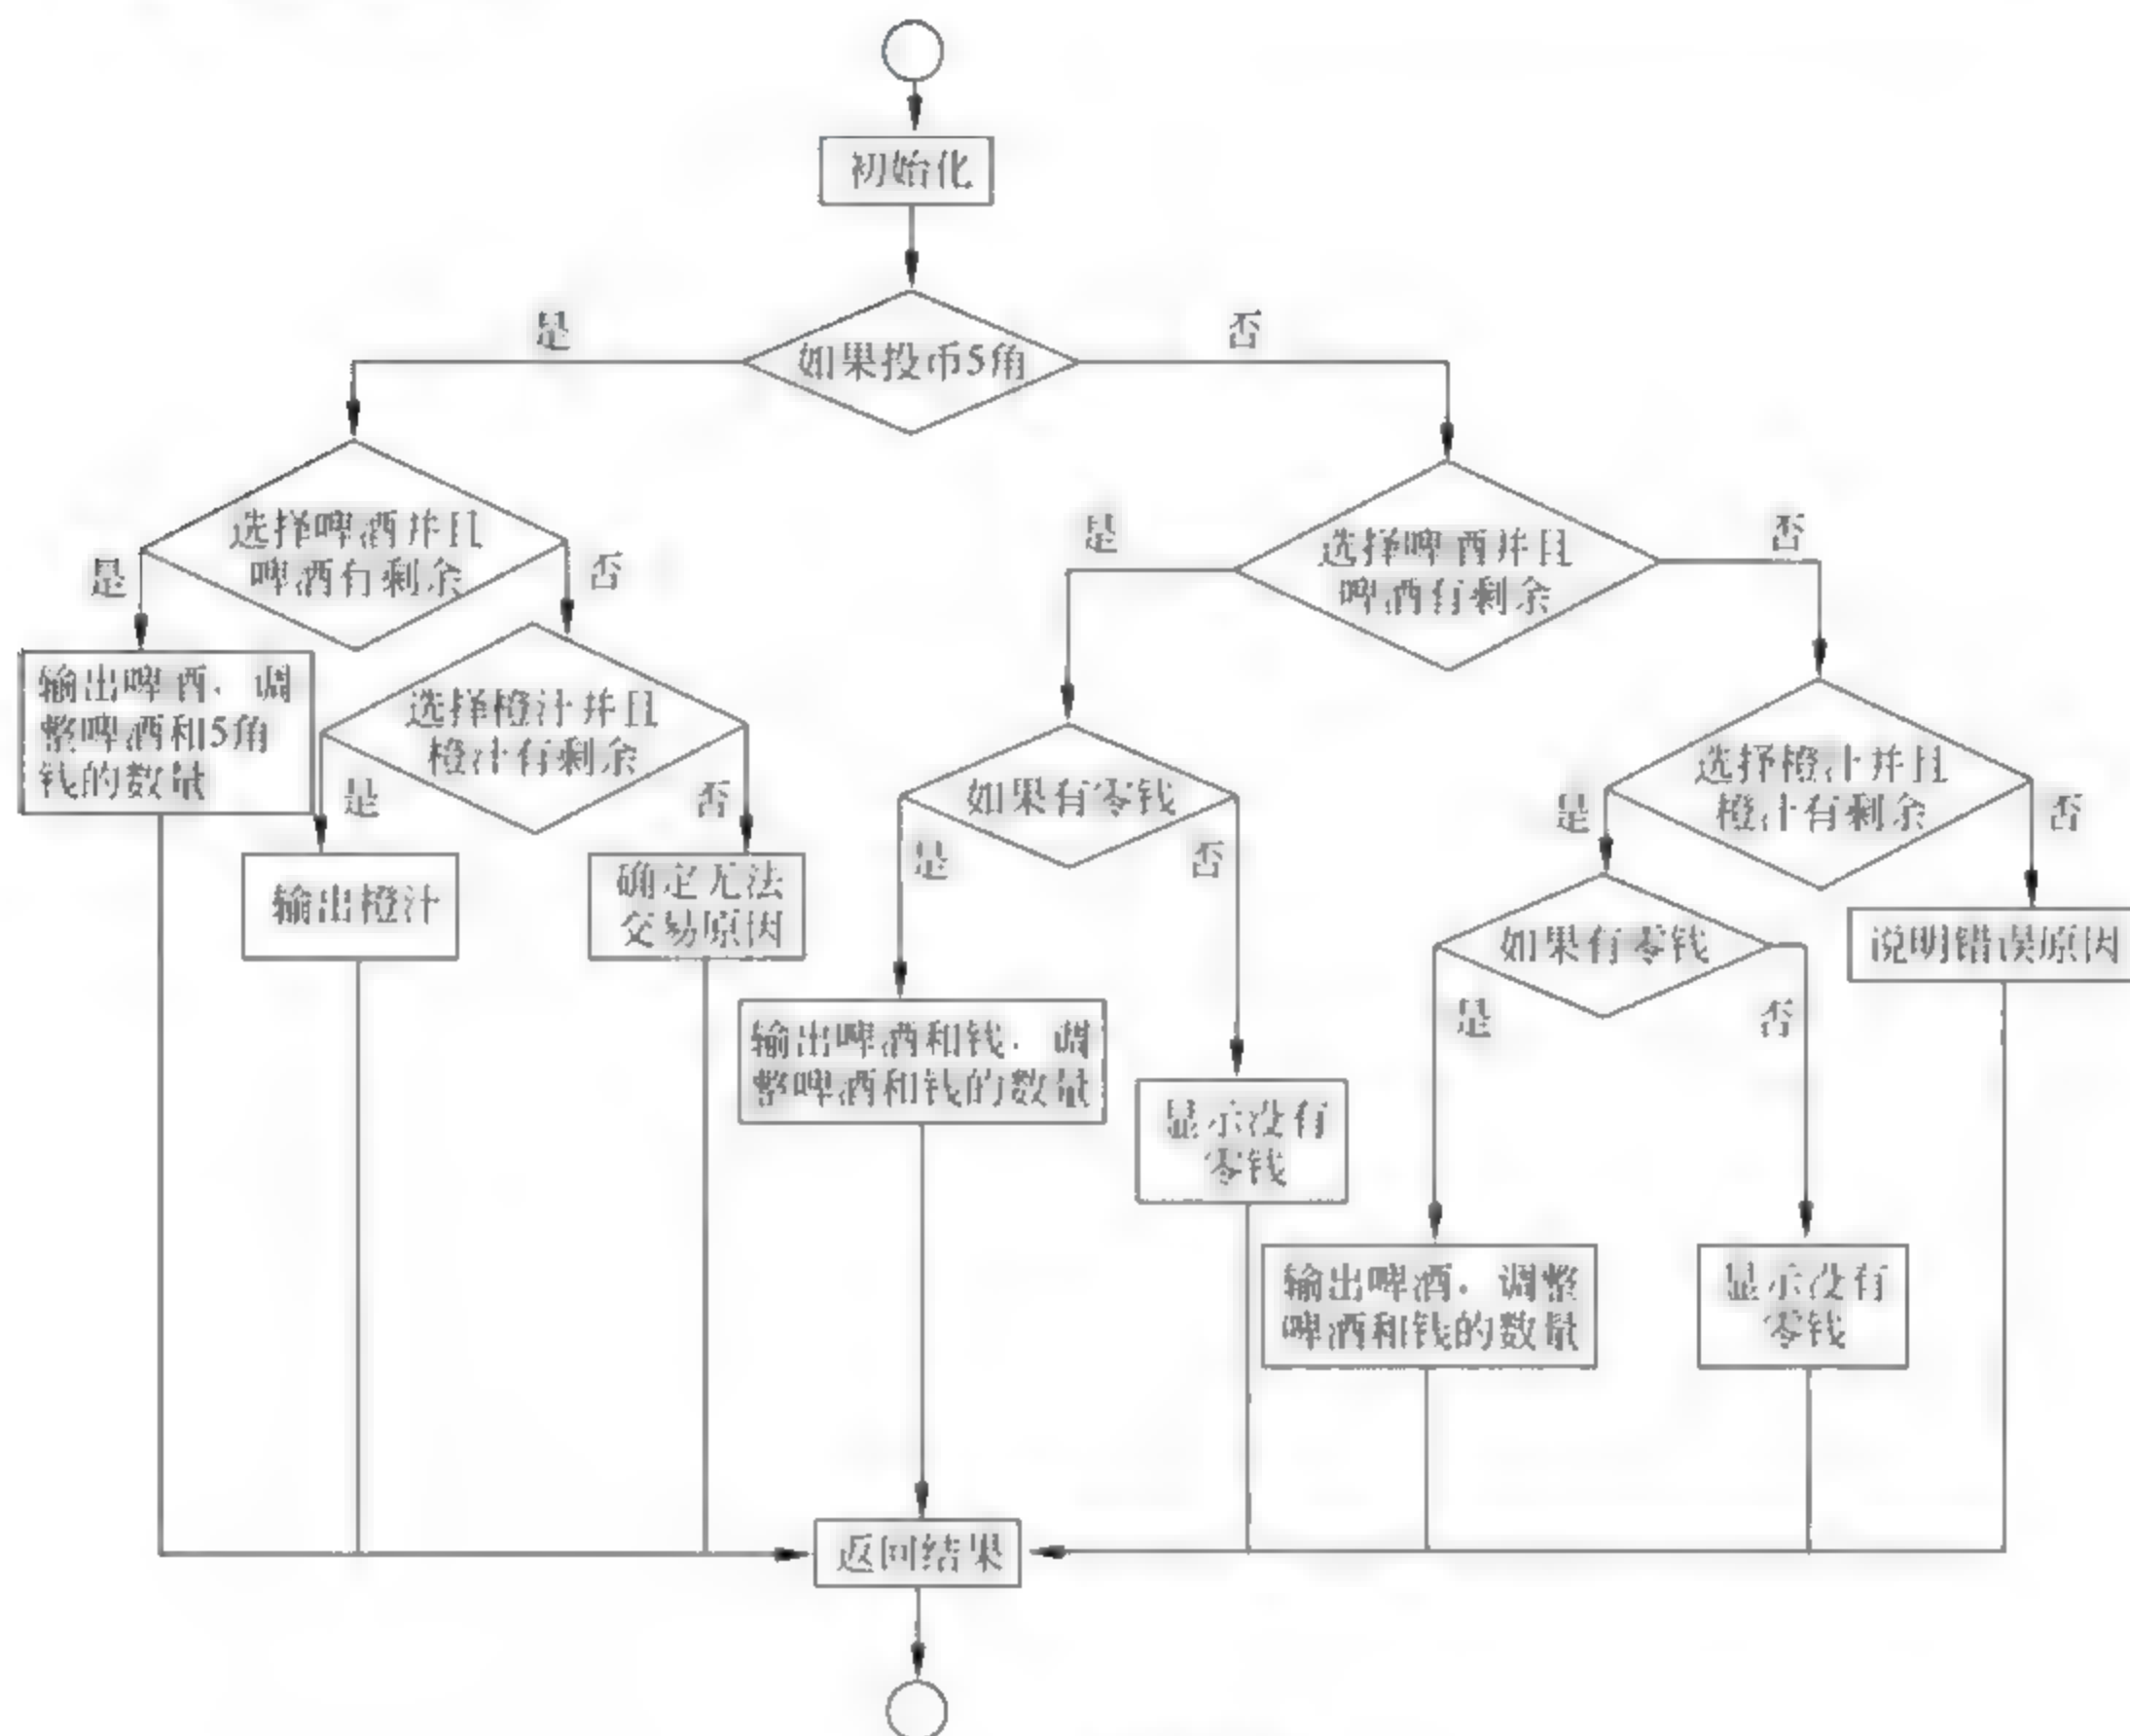 初始化
如果投币5角
是
否
选择啤酒并且
啤酒有剩余
是
否
输出啤酒，调
整啤酒和5角
钱的数量
选择橙汁并且
橙汁有剩余
是
否
输出橙汁
确定无法
交易原因
选择啤酒并且
啤酒有剩余
是
否
如果有零钱
是
否
输出啤酒和钱，调
整啤酒和钱的数量
显示没有
零钱
选择橙汁并且
橙汁有剩余
是
否
如果有零钱
是
否
说明错误原因
输出啤酒，调整
啤酒和钱的数量
显示没有
零钱
返回结果